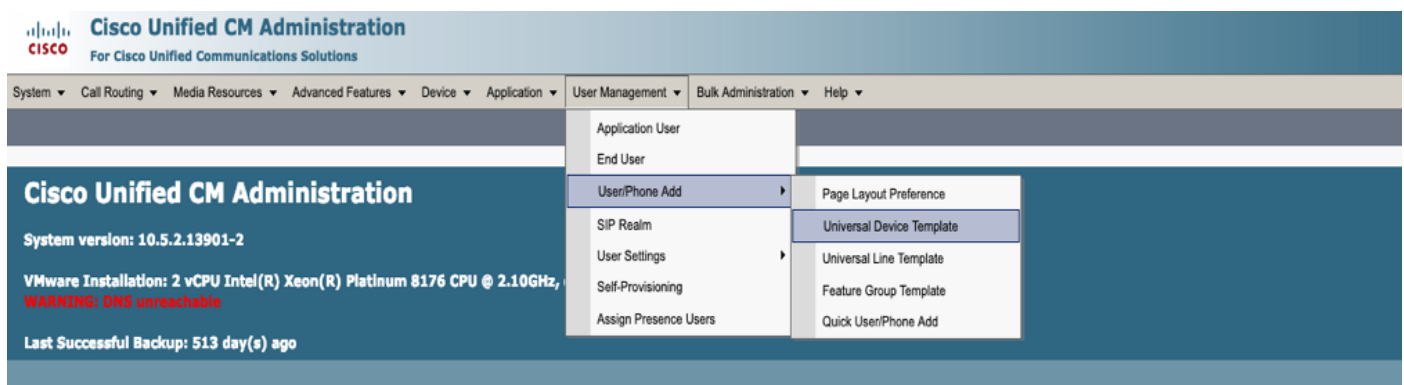 Cisco Unified CM Administration
CISCO
For Cisco Unified Communications Solutions
System Call Routing Media Resources Advanced Features Device Application User Management Bulk Administration Help
Application User
End User
User/Phone Add
SIP Realm
User Settings
Self-Provisioning
Assign Presence Users
Page Layout Preference
Universal Device Template
Universal Line Template
Feature Group Template
Quick User/Phone Add
Cisco Unified CM Administration
System version: 10.5.2.13901-2
VMware Installation: 2 vCPU Intel(R) Xeon(R) Platinum 8176 CPU @ 2.10GHz,
WARNING: DNS unreachable
Last Successful Backup: 513 day(s) ago